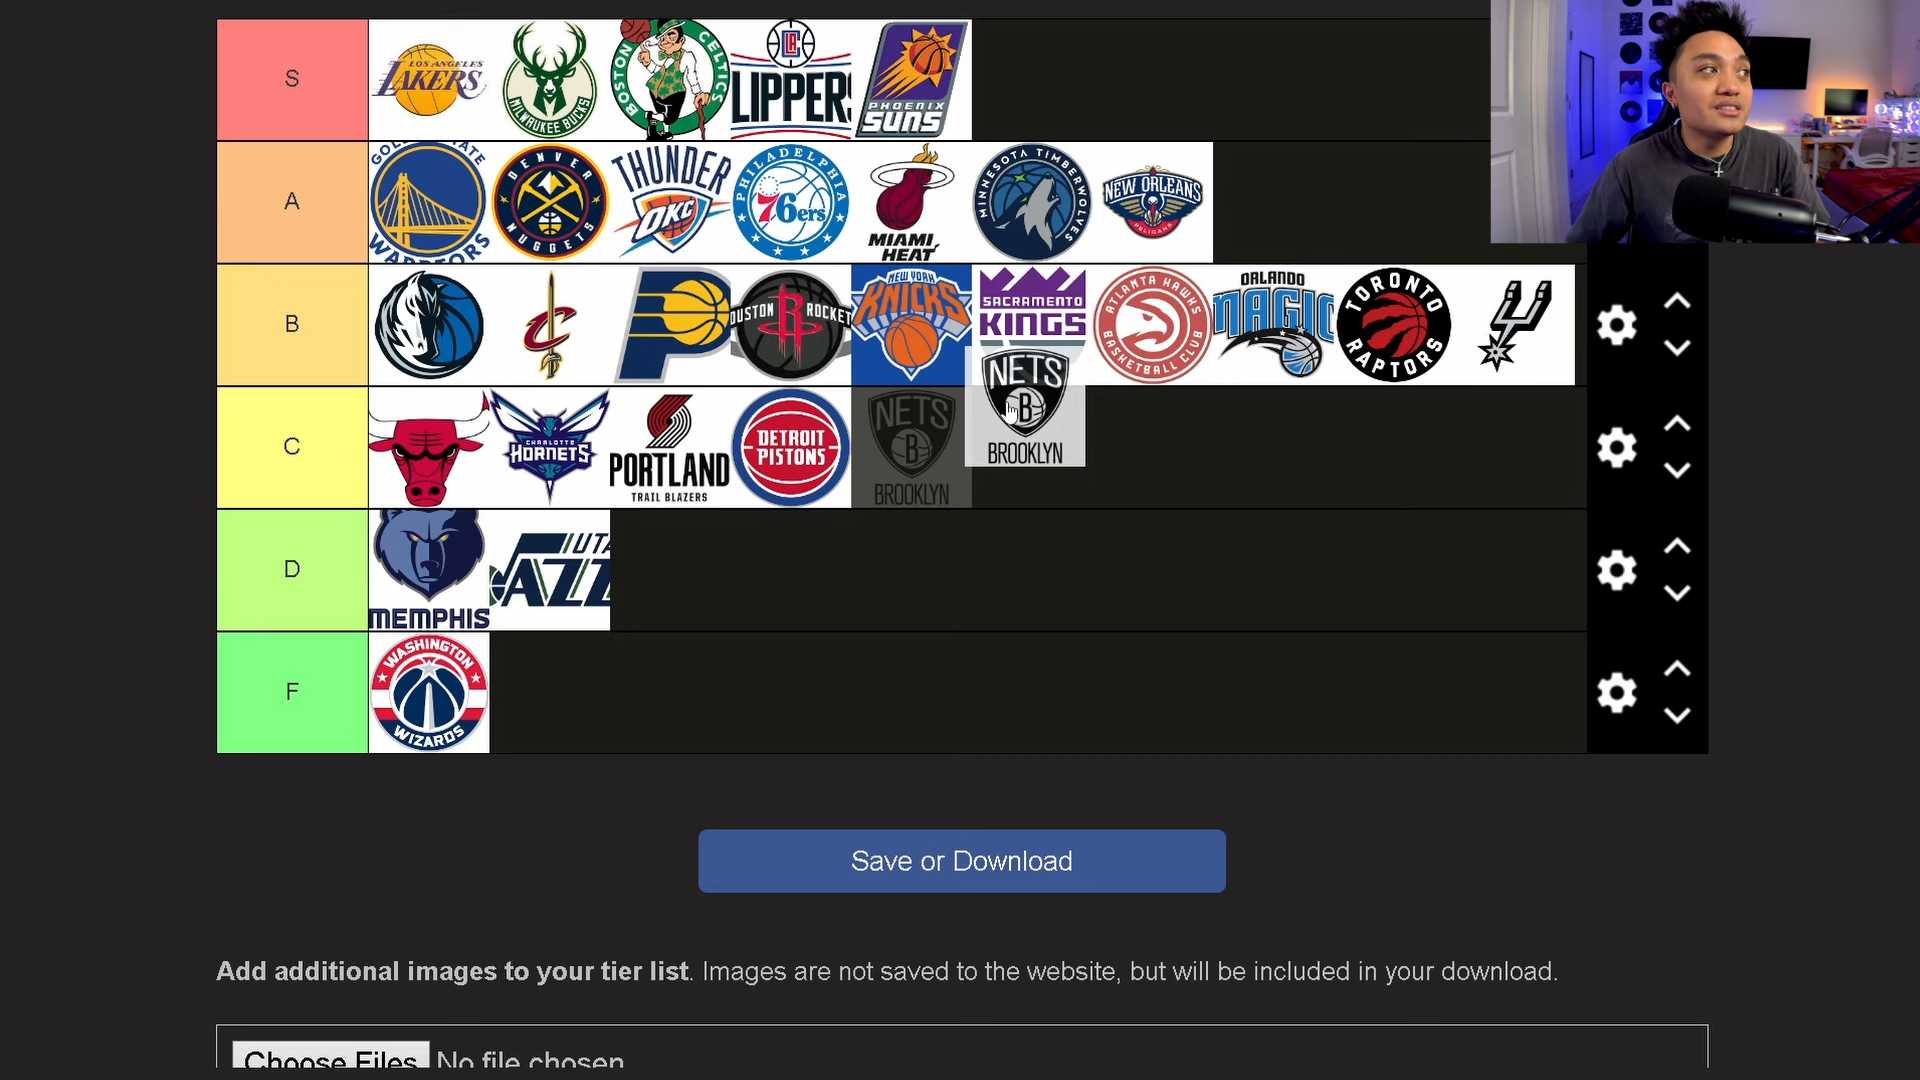 S
LOS ANGELES
LAKERS
MILWAUKEE BUCKS
BOSTON CELTICS
LA
LIPPERS
PHOENIX
SUNS
A
GOLDEN STATE
WARRIORS
DENVER
NUGGETS
THUNDER
OKC
PHILADELPHIA
76ers
MIAMI
HEAT
MINNESOTA TIMBERWOLVES
NEW ORLEANS
PELICANS
B
C
P
OUSTON ROCKET
R
NEW YORK
KNICKS
SACRAMENTO
KINGS
ATLANTA HAWKS
BASKETBALL CLUB
ORLANDO
MAGIC
TORONTO
RAPTORS
C
CHARLOTTE
HORNETS
PORTLAND
TRAIL BLAZERS
DETROIT
PISTONS
NETS
B
BROOKLYN
NETS
B
BROOKLYN
D
MEMPHIS
UTA
JAZZ
F
WASHINGTON
WIZARDS
Save or Download
Add additional images to your tier list. Images are not saved to the website, but will be included in your download.
Choose Files No file chosen